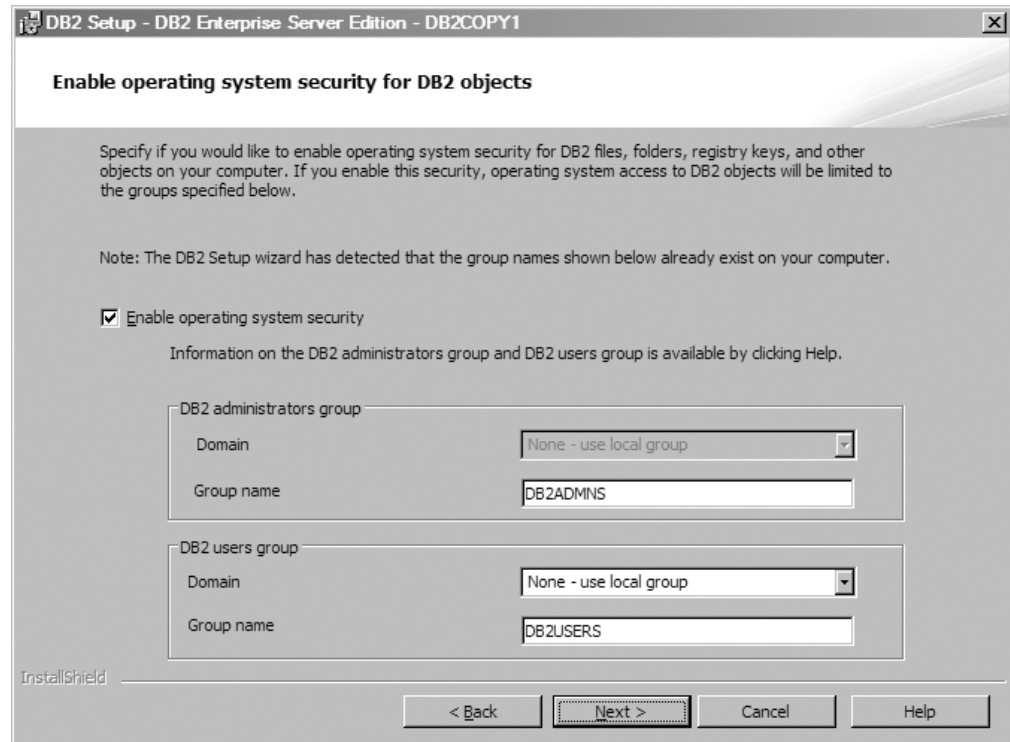 DB2 Setup - DB2 Enterprise Server Edition - DB2COPY1
Enable operating system security for DB2 objects
Specify if you would like to enable operating system security for DB2 files, folders, registry keys, and other
objects on your computer. If you enable this security, operating system access to DB2 objects will be limited to
the groups specified below.
Note: The DB2 Setup wizard has detected that the group names shown below already exist on your computer.
Enable operating system security
Information on the DB2 administrators group and DB2 users group is available by clicking Help.
DB2 administrators group
Domain None - use local group
Group name DB2ADMNS
DB2 users group
Domain None - use local group
Group name DB2USERS
InstallShield
< Back Next > Cancel Help